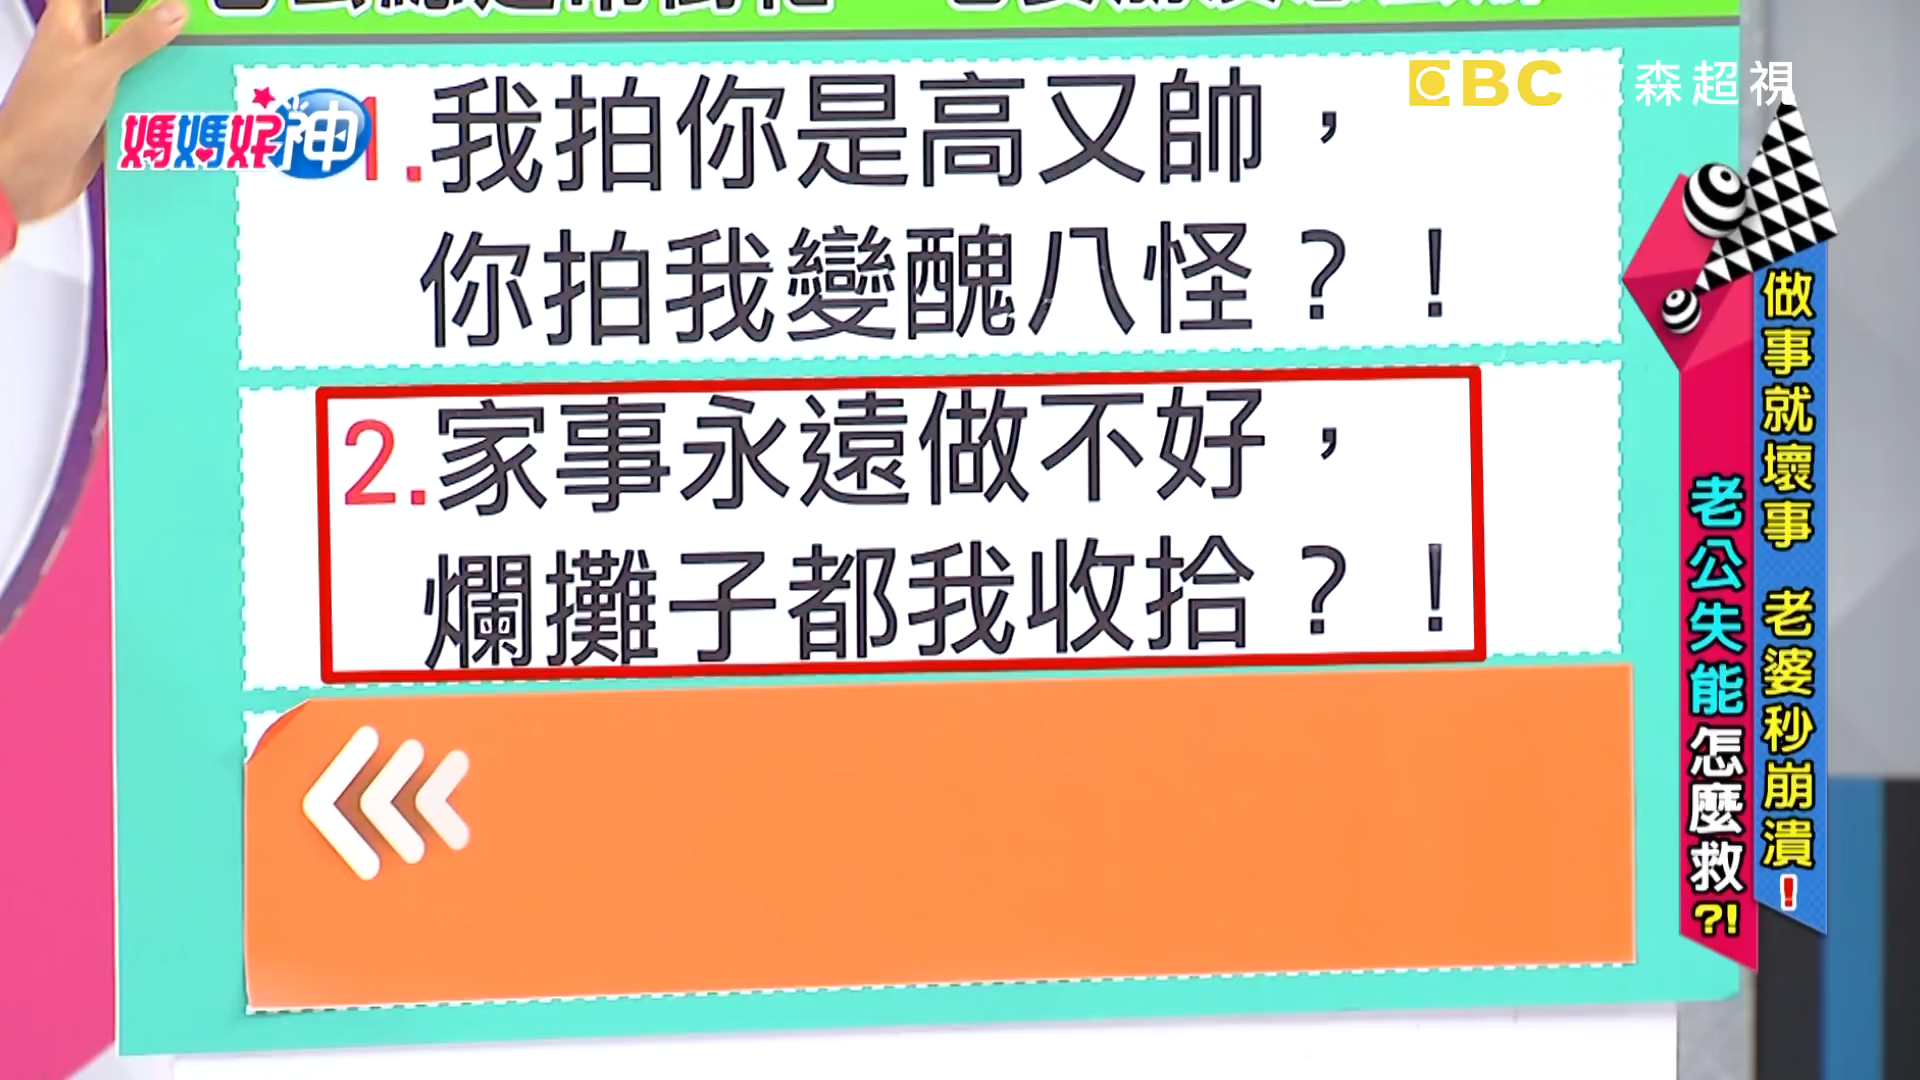 媽媽好神
EBC 東森超視
1.我拍你是高又帥，
你拍我變醜八怪？！
2.家事永遠做不好，
爛攤子都我收拾？！
做事就壞事 老婆秒崩潰！
老公失能怎麼救?!